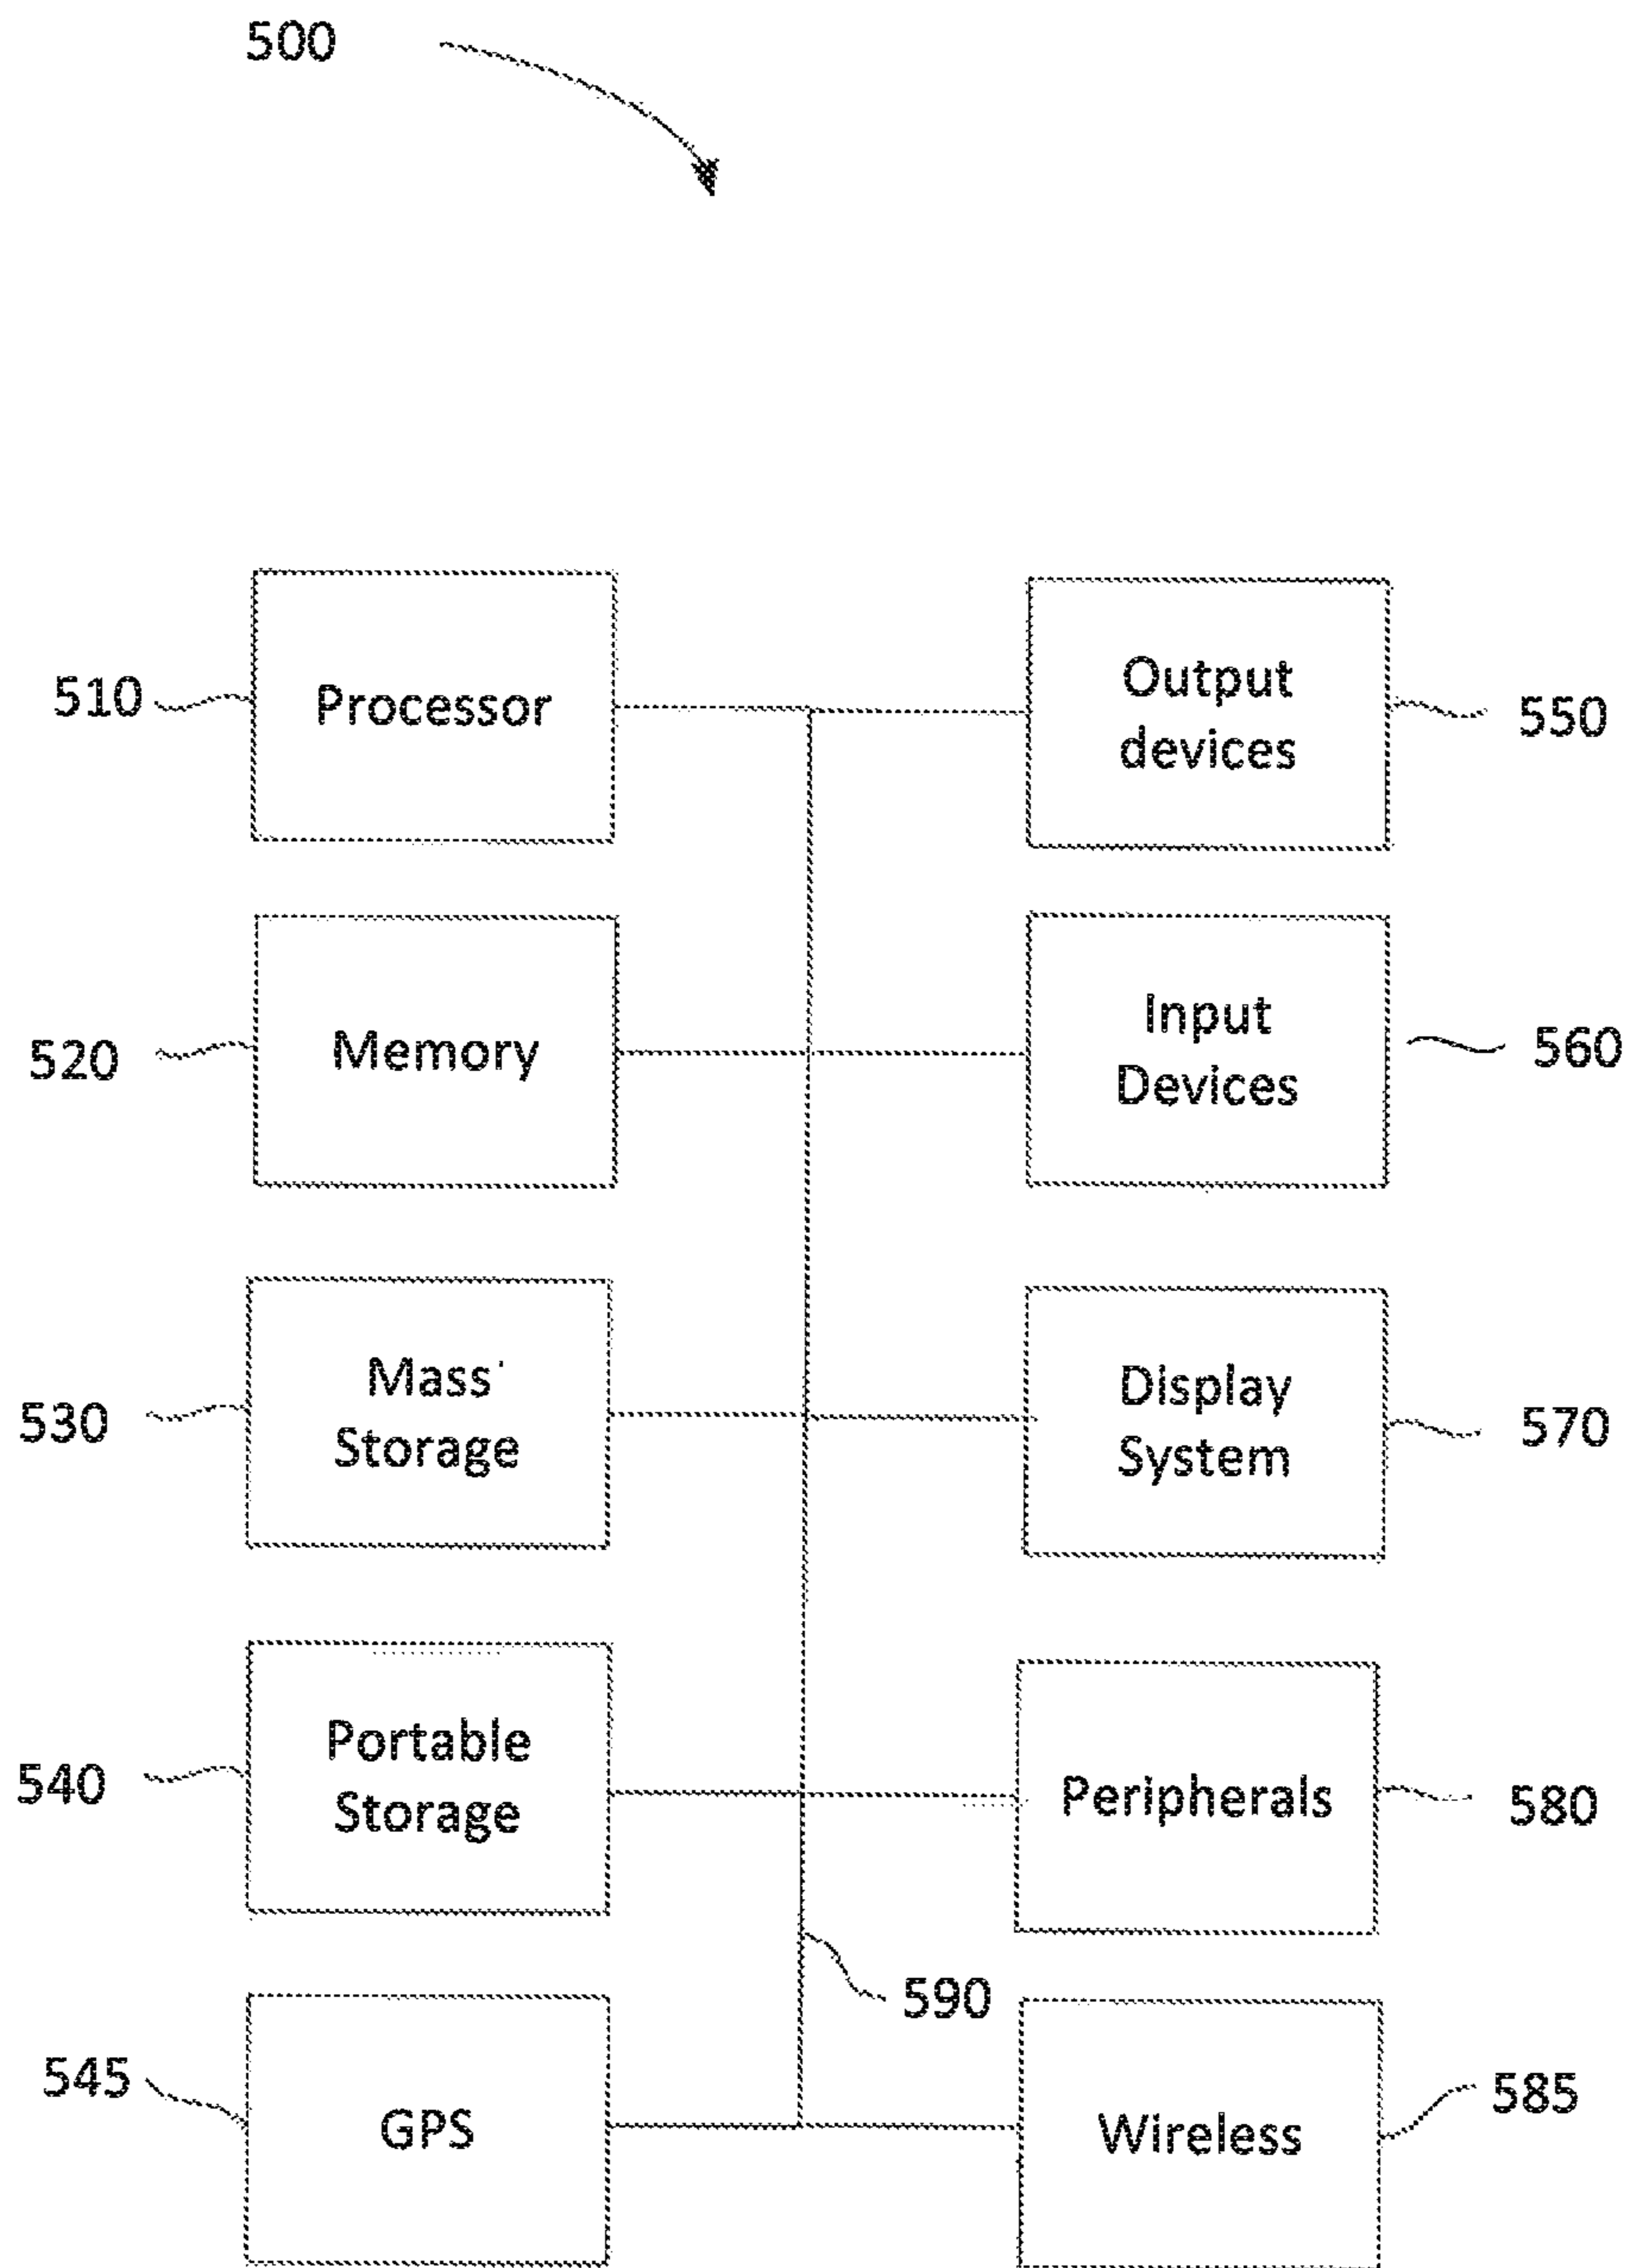 500
510
Processor
Output
devices
550
520
Memory
Input
Devices
560
530
Mass
Storage
Display
System
570
540
Portable
Storage
Peripherals
580
590
545
GPS
Wireless
585